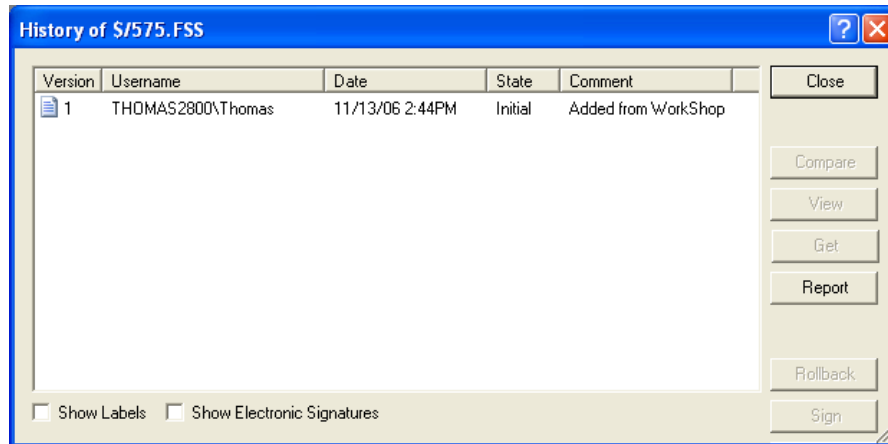 History of $/575.FSS
Version Username Date State Comment
1 THOMAS2800\Thomas 11/13/06 2:44PM Initial Added from WorkShop
Close
Compare
View
Get
Report
Rollback
Sign
Show Labels Show Electronic Signatures